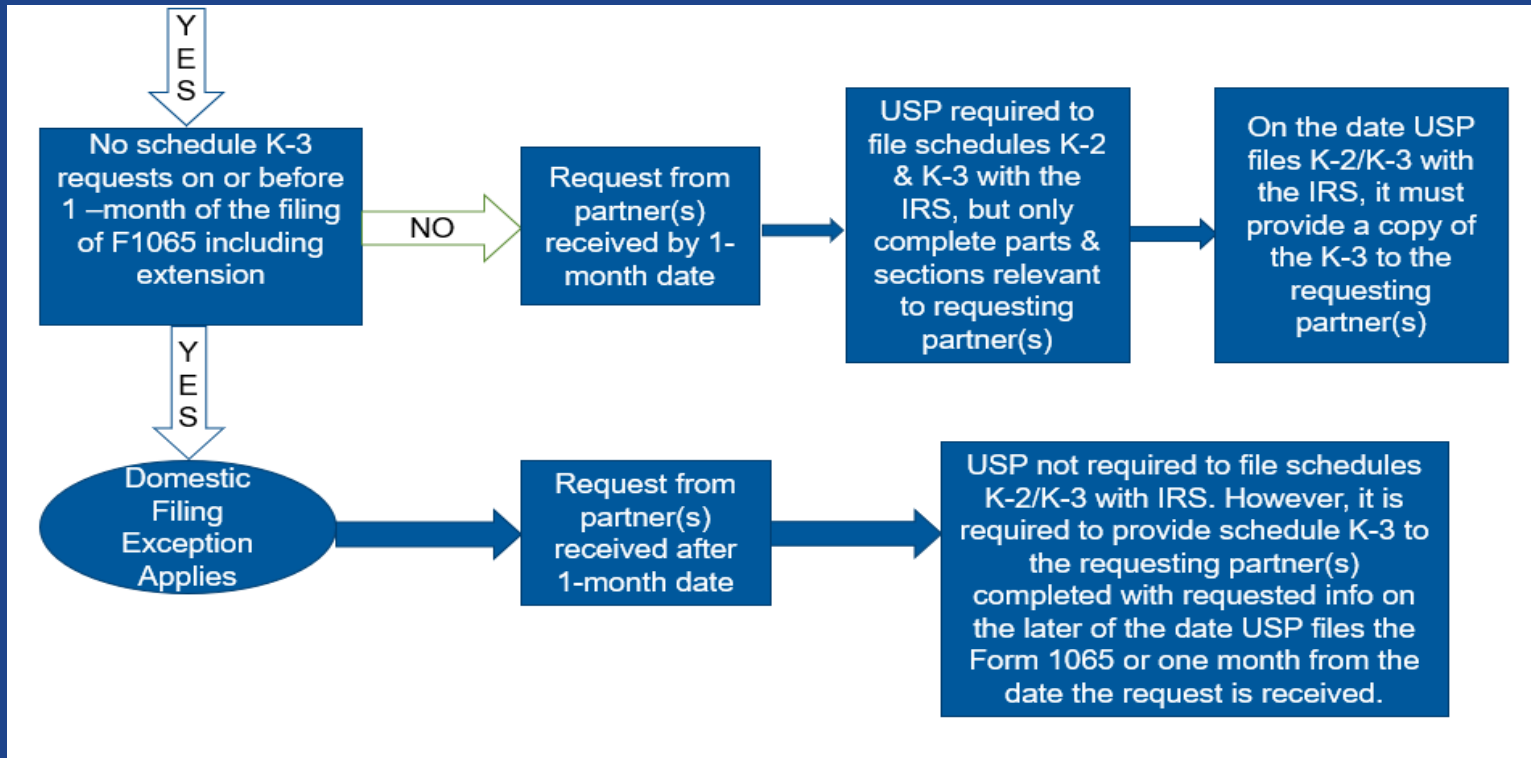 Y
E
S
No schedule K-3
requests on or before
1 –month of the filing
of F1065 including
extension
NO
Request from
partner(s)
received by 1-
month date
USP required to
file schedules K-2
& K-3 with the
IRS, but only
complete parts &
sections relevant
to requesting
partner(s)
On the date USP
files K-2/K-3 with
the IRS, it must
provide a copy of
the K-3 to the
requesting
partner(s)
Y
E
S
Domestic
Filing
Exception
Applies
Request from
partner(s)
received after
1-month date
USP not required to file schedules
K-2/K-3 with IRS. However, it is
required to provide schedule K-3 to
the requesting partner(s)
completed with requested info on
the later of the date USP files the
Form 1065 or one month from the
date the request is received.